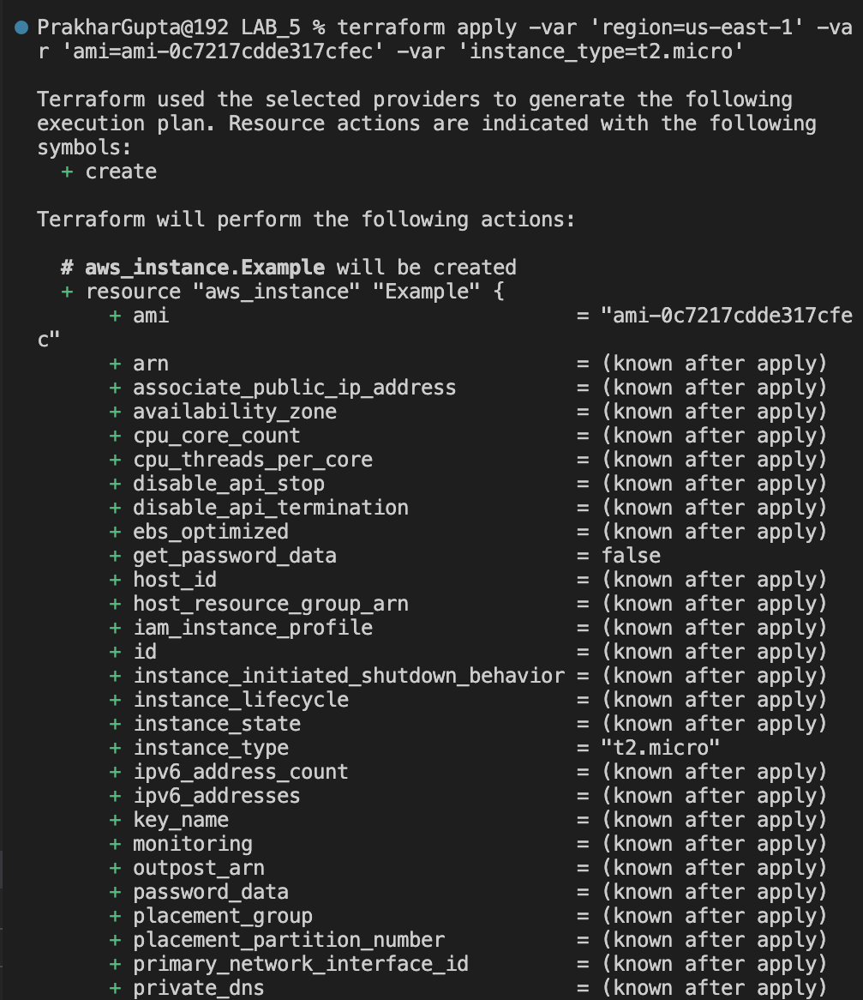 PrakharGupta@192 LAB_5 % terraform apply -var 'region=us-east-1' -va
r 'ami=ami-0c7217cdde317cfec' -var 'instance_type=t2.micro'
Terraform used the selected providers to generate the following
execution plan. Resource actions are indicated with the following
symbols:
+ create
Terraform will perform the following actions:
# aws_instance.Example will be created
+ resource "aws_instance" "Example" {
+ ami = "ami-0c7217cdde317cfe
c"
+ arn = (known after apply)
+ associate_public_ip_address = (known after apply)
+ availability_zone = (known after apply)
+ cpu_core_count = (known after apply)
+ cpu_threads_per_core = (known after apply)
+ disable_api_stop = (known after apply)
+ disable_api_termination = (known after apply)
+ ebs_optimized = (known after apply)
+ get_password_data = false
+ host_id = (known after apply)
+ host_resource_group_arn = (known after apply)
+ iam_instance_profile = (known after apply)
+ id = (known after apply)
+ instance_initiated_shutdown_behavior = (known after apply)
+ instance_lifecycle = (known after apply)
+ instance_state = (known after apply)
+ instance_type = "t2.micro"
+ ipv6_address_count = (known after apply)
+ ipv6_addresses = (known after apply)
+ key_name = (known after apply)
+ monitoring = (known after apply)
+ outpost_arn = (known after apply)
+ password_data = (known after apply)
+ placement_group = (known after apply)
+ placement_partition_number = (known after apply)
+ primary_network_interface_id = (known after apply)
+ private_dns = (known after apply)